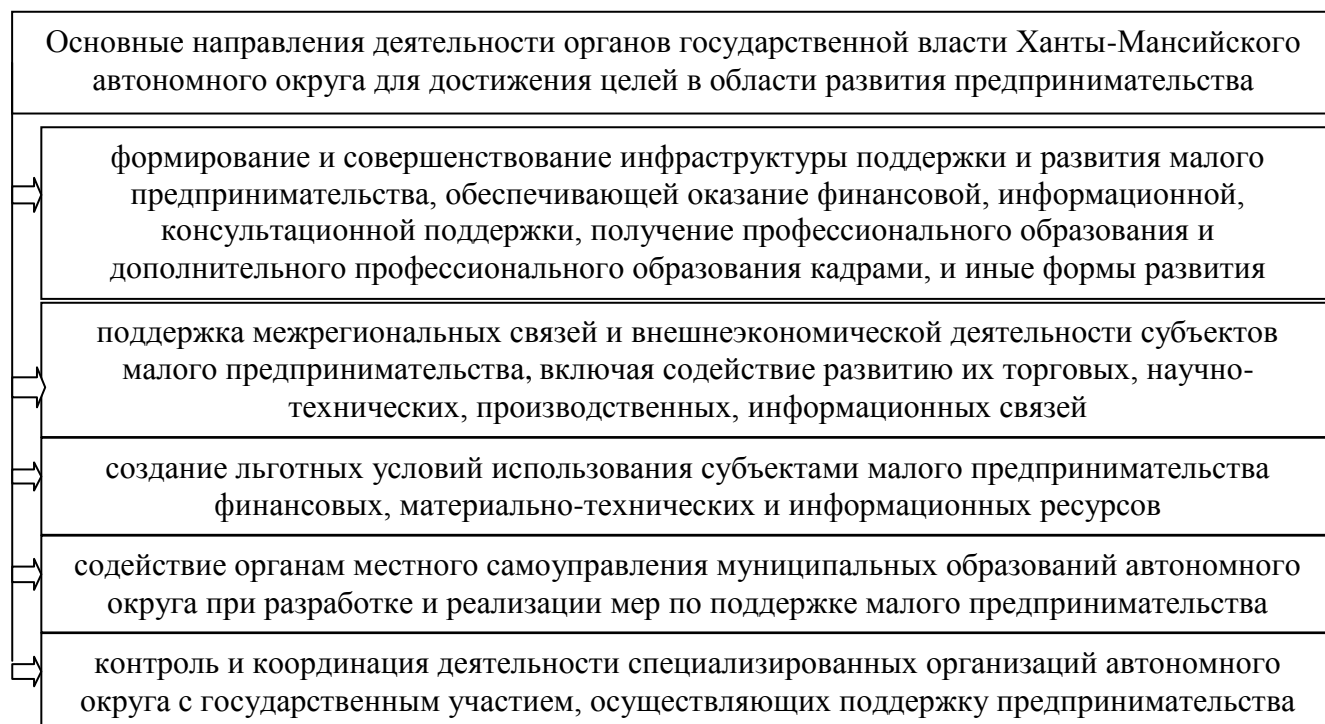 Основные направления деятельности органов государственной власти Ханты-Мансийского
автономного округа для достижения целей в области развития предпринимательства
формирование и совершенствование инфраструктуры поддержки и развития малого
предпринимательства, обеспечивающей оказание финансовой, информационной,
консультационной поддержки, получение профессионального образования и
дополнительного профессионального образования кадрами, и иные формы развития
поддержка межрегиональных связей и внешнеэкономической деятельности субъектов
малого предпринимательства, включая содействие развитию их торговых, научно-
технических, производственных, информационных связей
создание льготных условий использования субъектами малого предпринимательства
финансовых, материально-технических и информационных ресурсов
содействие органам местного самоуправления муниципальных образований автономного
округа при разработке и реализации мер по поддержке малого предпринимательства
контроль и координация деятельности специализированных организаций автономного
округа с государственным участием, осуществляющих поддержку предпринимательства